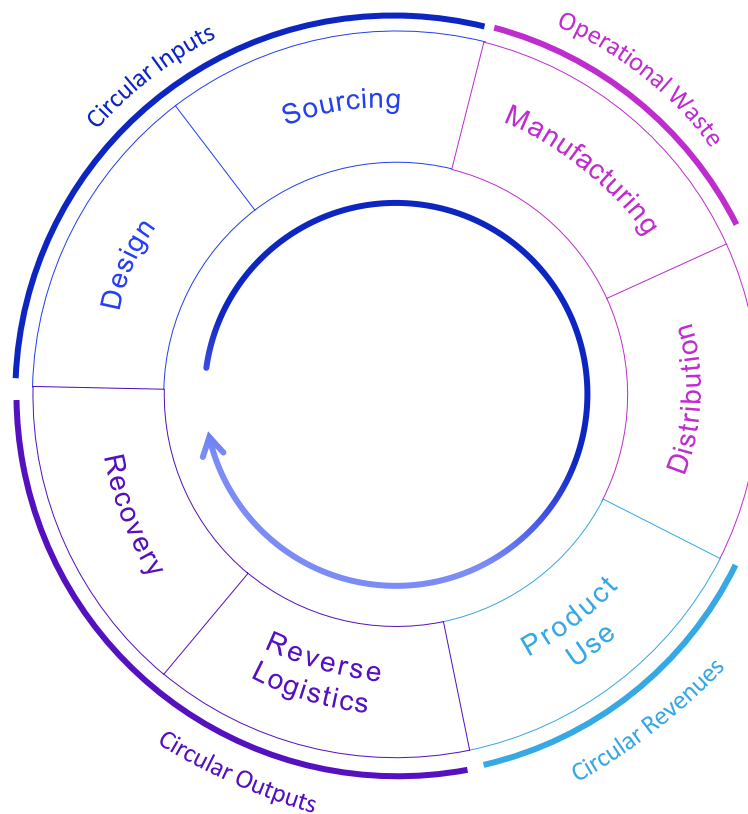 Circular Inputs
Operational Waste
Sourcing
Manufacturing
Design
Distribution
Recovery
Product
Use
Reverse
Logistics
Circular Revenues
Circular Outputs